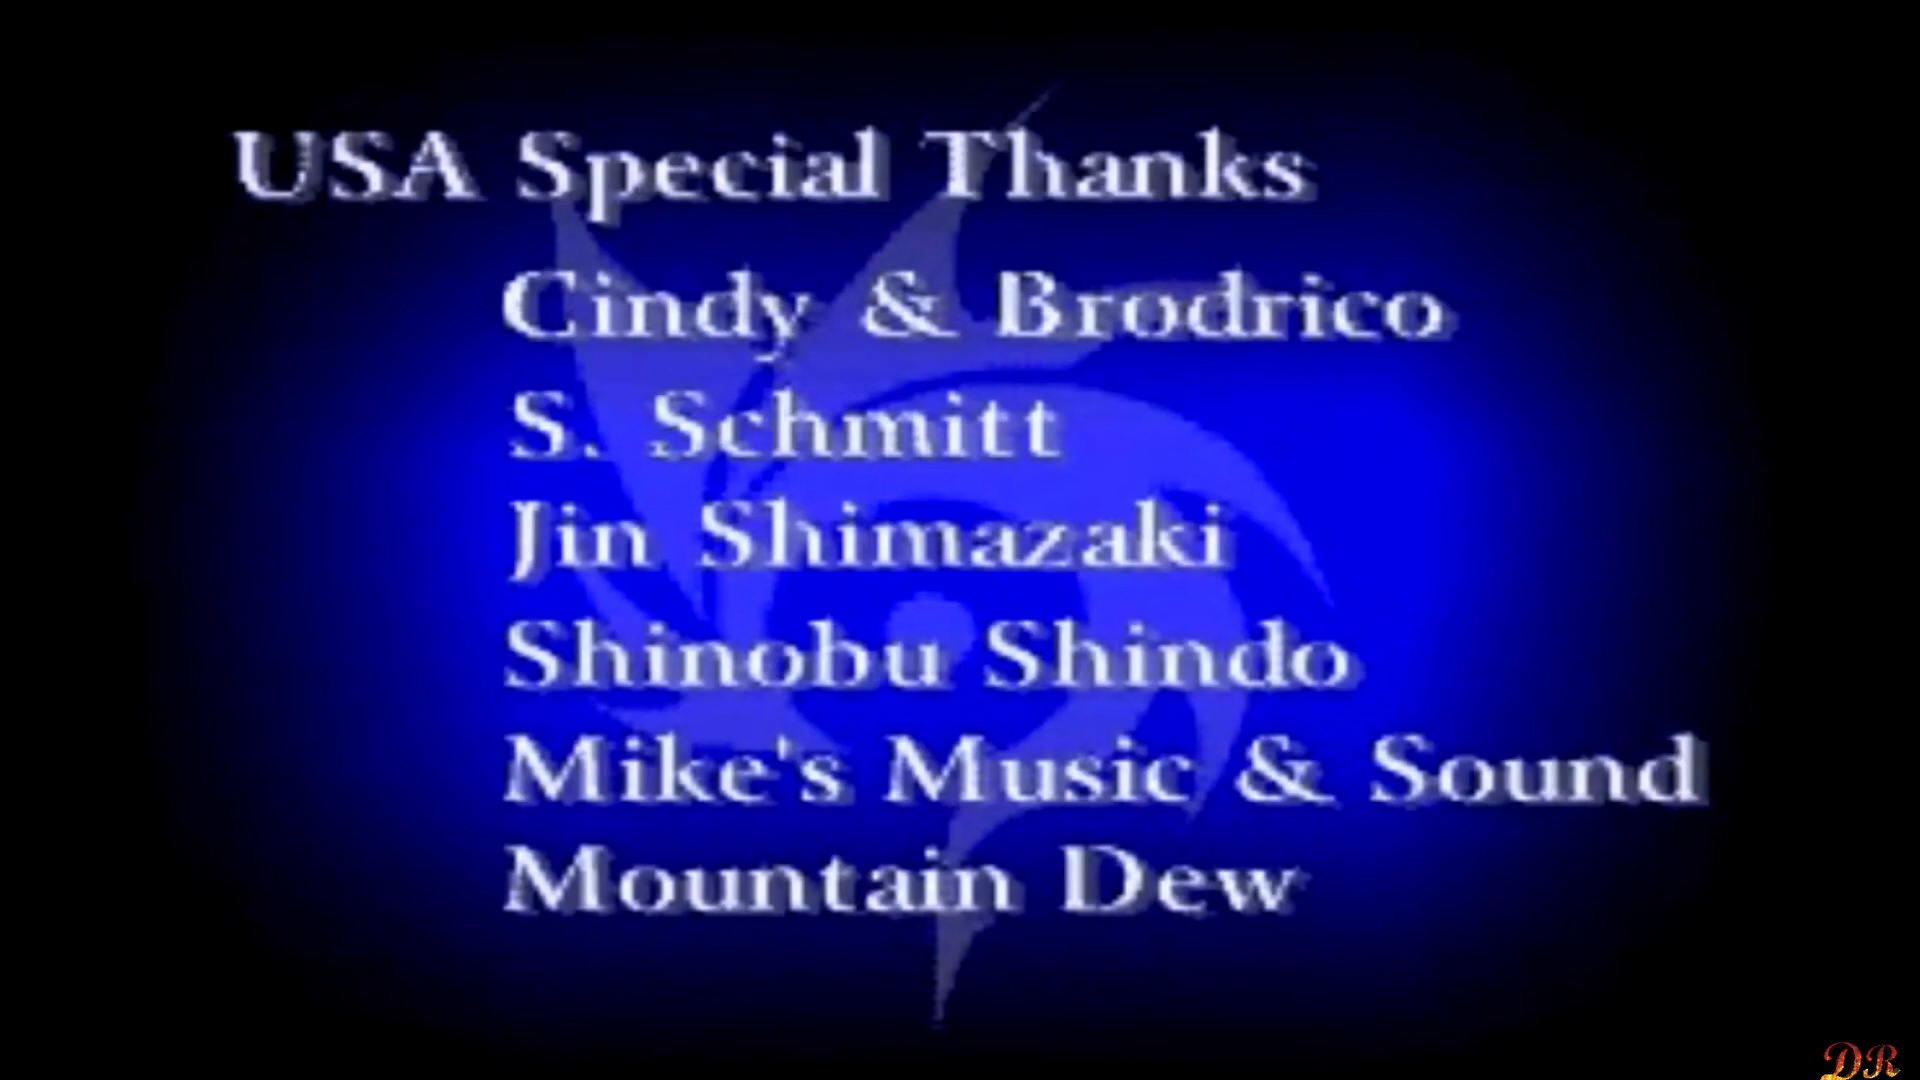 USA Special Thanks
Cindy & Brodrico
S. Schmitt
Jin Shimazaki
Shinobu Shindo
Mike's Music & Sound
Mountain Dew
DR